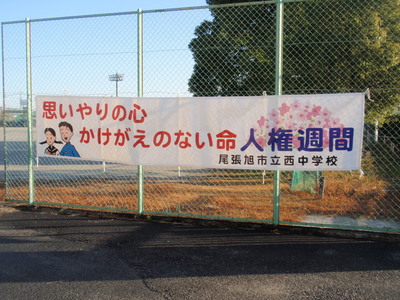 思いやりの心
かけがえのない命 人権週間
尾張旭市立西中学校